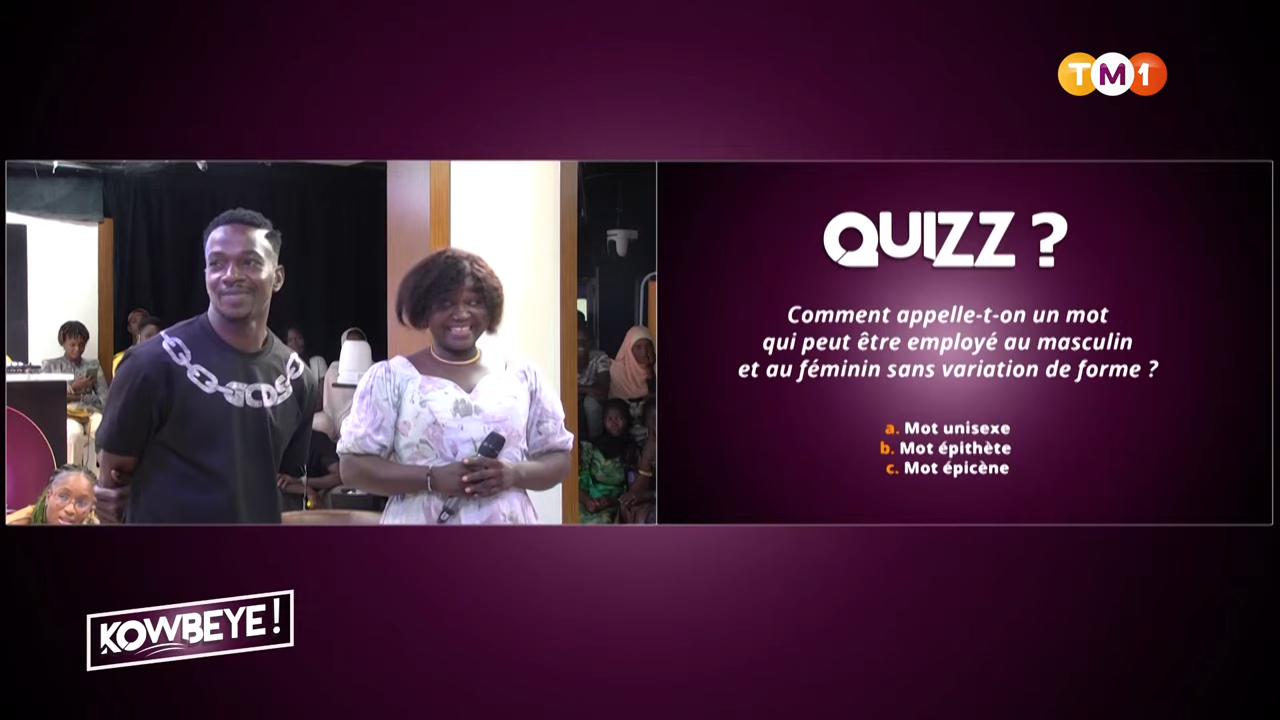 TM1
QUIZZ ?
Comment appelle-t-on un mot
qui peut être employé au masculin
et au féminin sans variation de forme ?
a. Mot unisexe
b. Mot épithète
c. Mot épicène
GCDS
KOWBEYE !